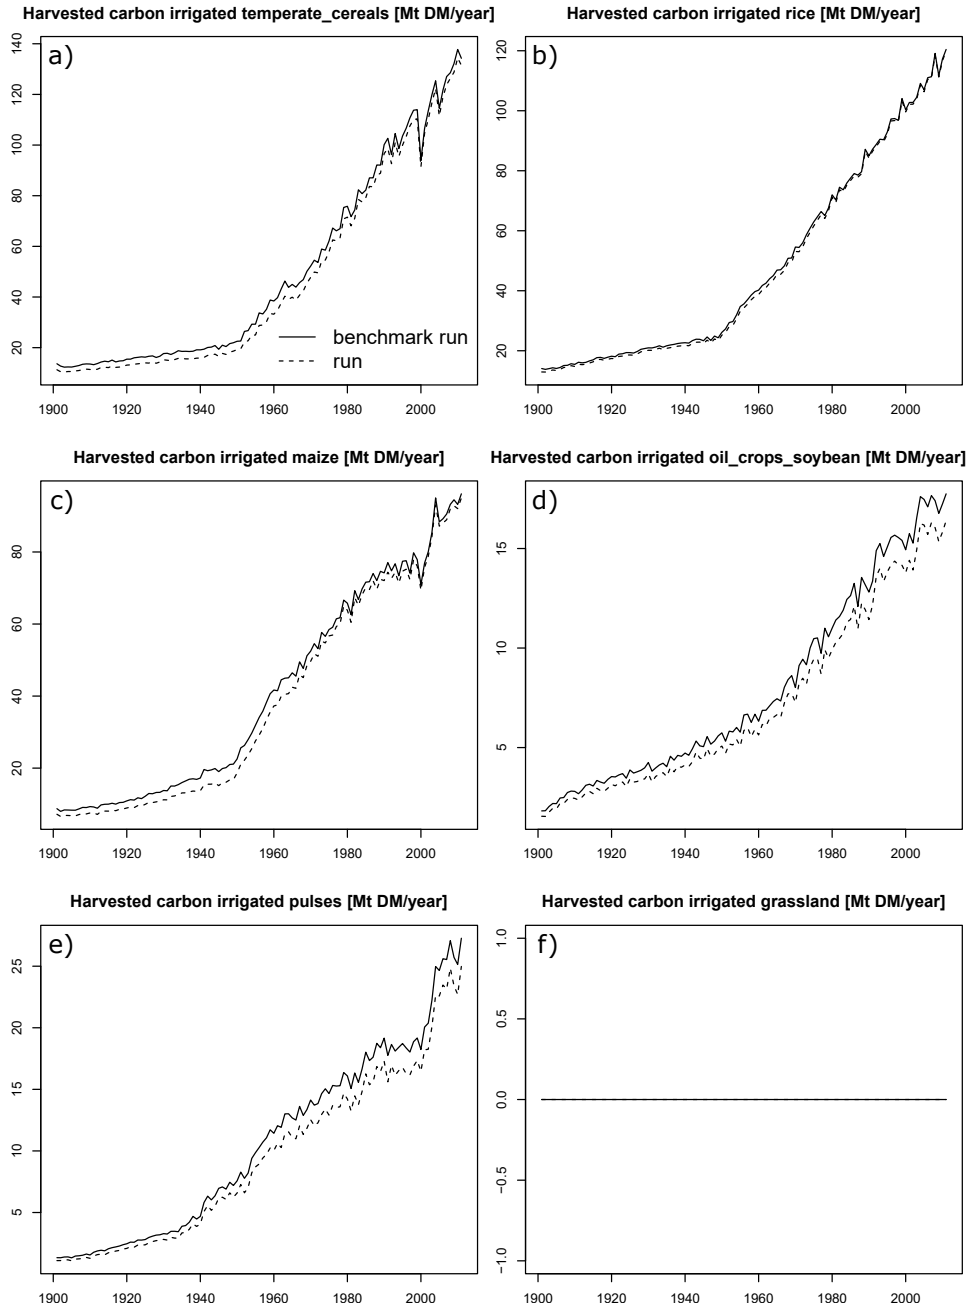 Harvested carbon irrigated temperate_cereals [Mt DM/year]
a)
140
120
100
80
60
40
20
benchmark run
run
1900 1920 1940 1960 1980 2000
Harvested carbon irrigated rice [Mt DM/year]
b)
120
100
80
60
40
20
1900 1920 1940 1960 1980 2000
Harvested carbon irrigated maize [Mt DM/year]
c)
80
60
40
20
1900 1920 1940 1960 1980 2000
Harvested carbon irrigated oil_crops_soybean [Mt DM/year]
d)
15
10
5
1900 1920 1940 1960 1980 2000
Harvested carbon irrigated pulses [Mt DM/year]
e)
25
20
15
10
5
1900 1920 1940 1960 1980 2000
Harvested carbon irrigated grassland [Mt DM/year]
f)
1.0
0.5
0.0
−0.5
−1.0
1900 1920 1940 1960 1980 2000